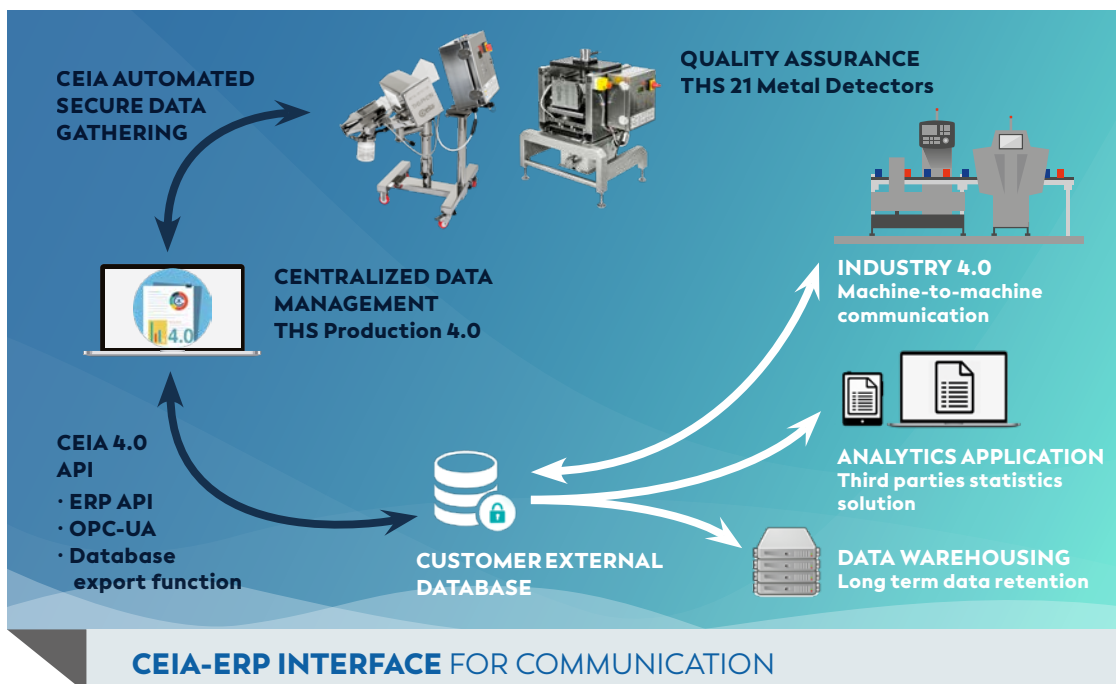 CEIA AUTOMATED
SECURE DATA
GATHERING
QUALITY ASSURANCE
THS 21 Metal Detectors
CENTRALIZED DATA
MANAGEMENT
THS Production 4.0
4.0
INDUSTRY 4.0
Machine-to-machine
communication
CEIA 4.0
API
· ERP API
· OPC-UA
· Database
export function
CUSTOMER EXTERNAL
DATABASE
ANALYTICS APPLICATION
Third parties statistics
solution
DATA WAREHOUSING
Long term data retention
CEIA-ERP INTERFACE FOR COMMUNICATION